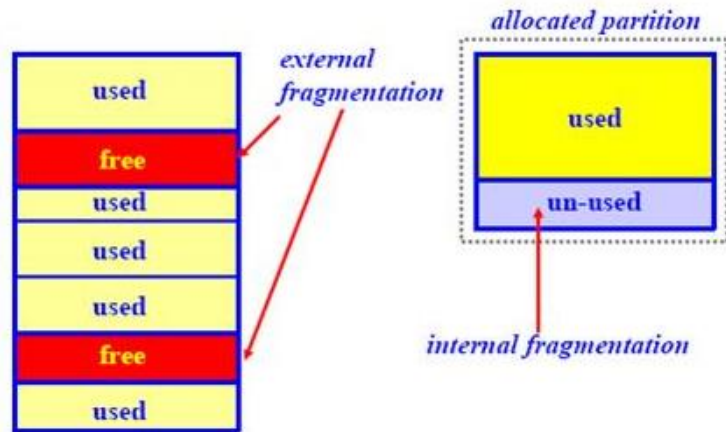 allocated partition
external
fragmentation
used
free
used
used
used
free
used
used
un-used
internal fragmentation